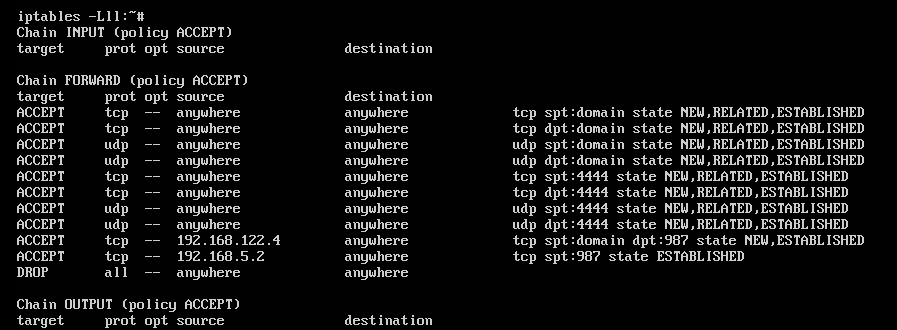 iptables -Lll:~#
Chain INPUT (policy ACCEPT)
target     prot opt source               destination

Chain FORWARD (policy ACCEPT)
target     prot opt source               destination
ACCEPT     tcp  --  anywhere             anywhere             tcp spt:domain state NEW,RELATED,ESTABLISHED
ACCEPT     tcp  --  anywhere             anywhere             tcp dpt:domain state NEW,RELATED,ESTABLISHED
ACCEPT     udp  --  anywhere             anywhere             udp spt:domain state NEW,RELATED,ESTABLISHED
ACCEPT     udp  --  anywhere             anywhere             udp dpt:domain state NEW,RELATED,ESTABLISHED
ACCEPT     tcp  --  anywhere             anywhere             tcp spt:4444 state NEW,RELATED,ESTABLISHED
ACCEPT     tcp  --  anywhere             anywhere             tcp dpt:4444 state NEW,RELATED,ESTABLISHED
ACCEPT     udp  --  anywhere             anywhere             udp spt:4444 state NEW,RELATED,ESTABLISHED
ACCEPT     udp  --  anywhere             anywhere             udp dpt:4444 state NEW,RELATED,ESTABLISHED
ACCEPT     tcp  --  192.168.122.4        anywhere             tcp spt:domain dpt:987 state NEW,ESTABLISHED
ACCEPT     tcp  --  192.168.5.2          anywhere             tcp spt:987 state ESTABLISHED
DROP       all  --  anywhere             anywhere

Chain OUTPUT (policy ACCEPT)
target     prot opt source               destination